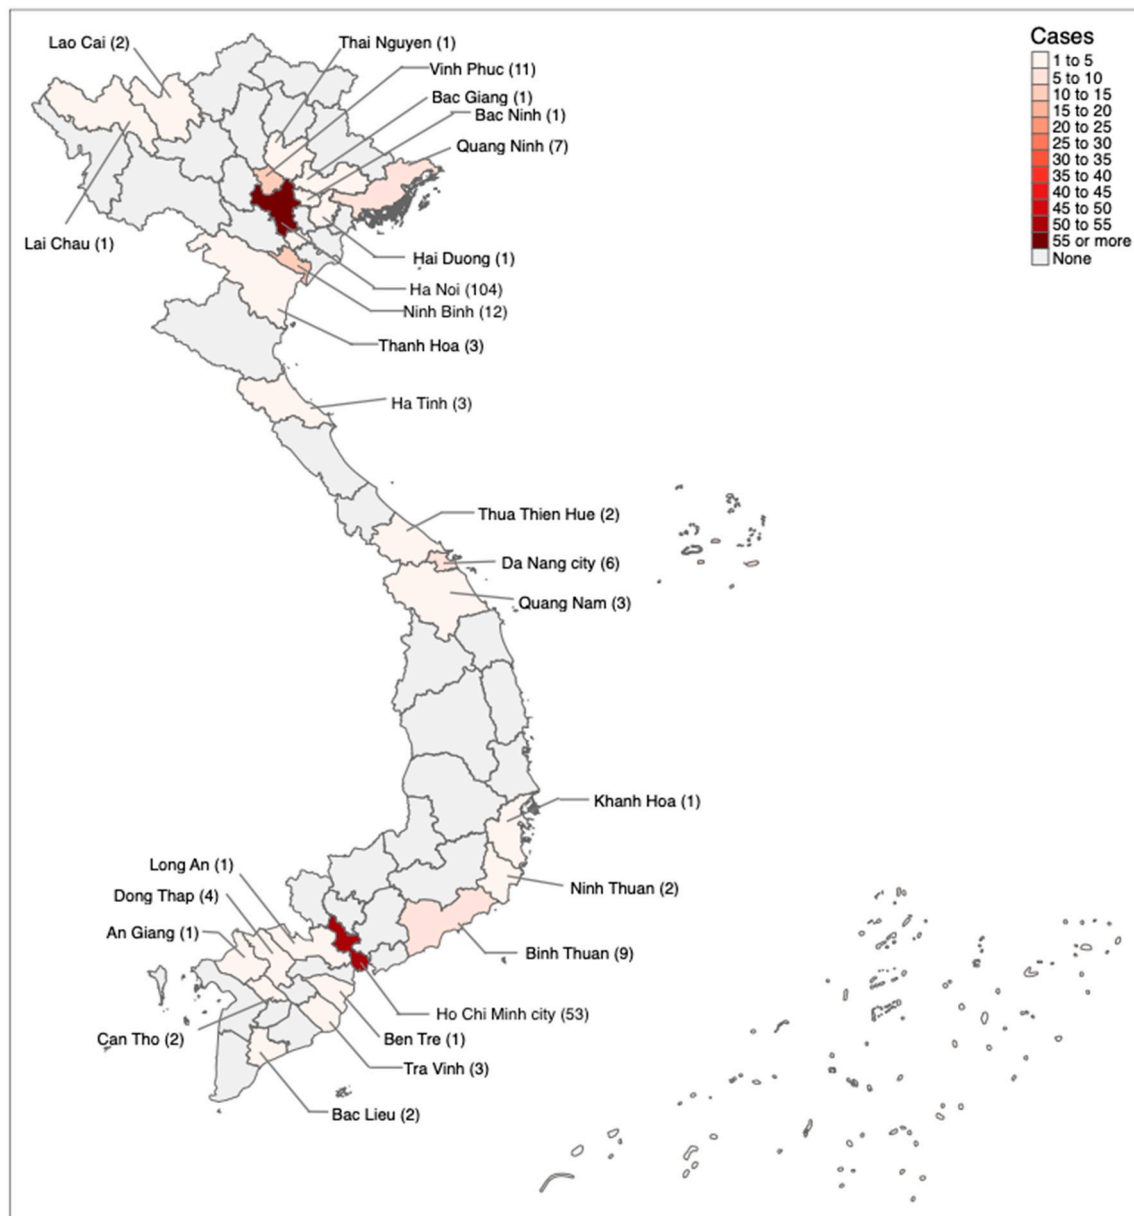 Lao Cai (2)
Thai Nguyen (1)
Vinh Phuc (11)
Bac Giang (1)
Bac Ninh (1)
Quang Ninh (7)
Lai Chau (1)
Hai Duong (1)
Ha Noi (104)
Ninh Binh (12)
Thanh Hoa (3)
Ha Tinh (3)
Thua Thien Hue (2)
Da Nang city (6)
Quang Nam (3)
Khanh Hoa (1)
Long An (1)
Ninh Thuan (2)
Dong Thap (4)
An Giang (1)
Binh Thuan (9)
Ho Chi Minh city (53)
Can Tho (2)
Ben Tre (1)
Tra Vinh (3)
Bac Lieu (2)
Cases
1 to 5
5 to 10
10 to 15
15 to 20
20 to 25
25 to 30
30 to 35
35 to 40
40 to 45
45 to 50
50 to 55
55 or more
None